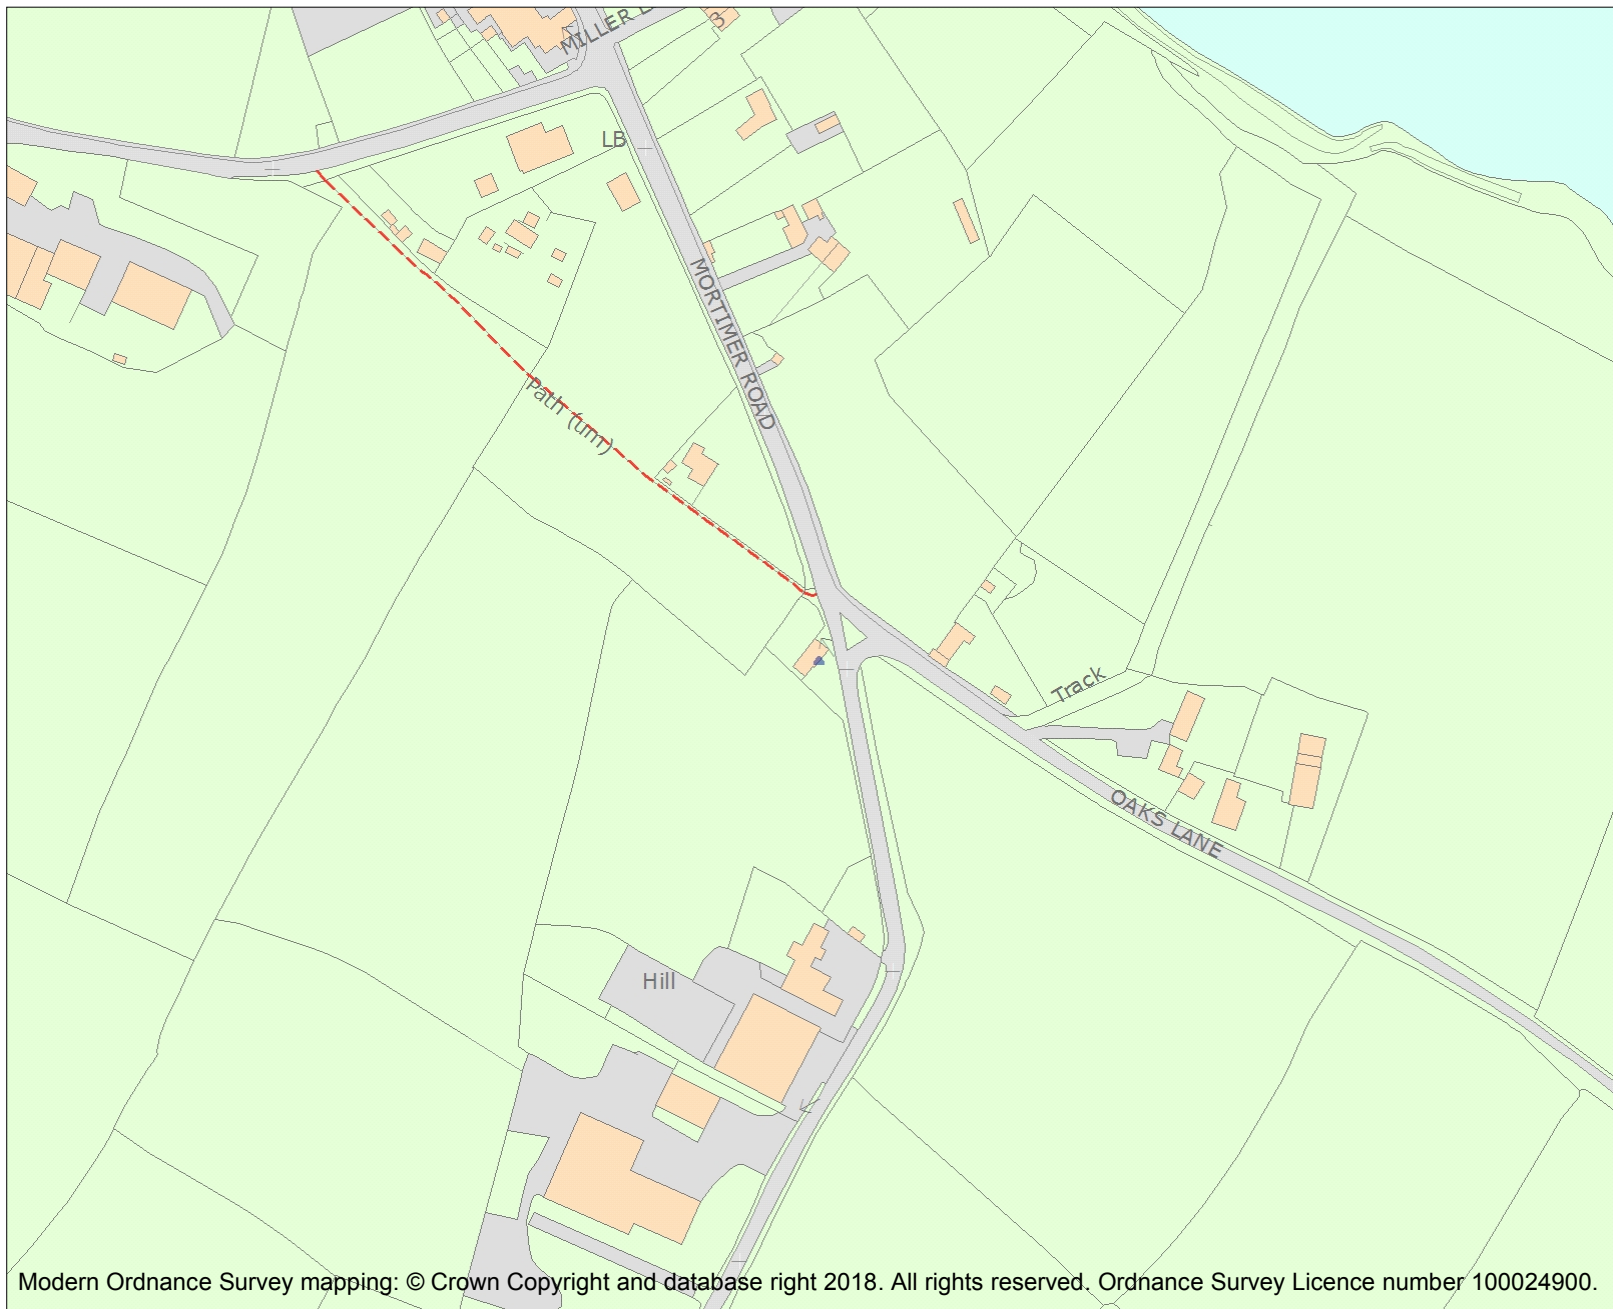 MILLER
3
LB
MORTIMER ROAD
Path (um)
Track
OAKS LANE
Hill
Modern Ordnance Survey mapping: © Crown Copyright and database right 2018. All rights reserved. Ordnance Survey Licence number 100024900.